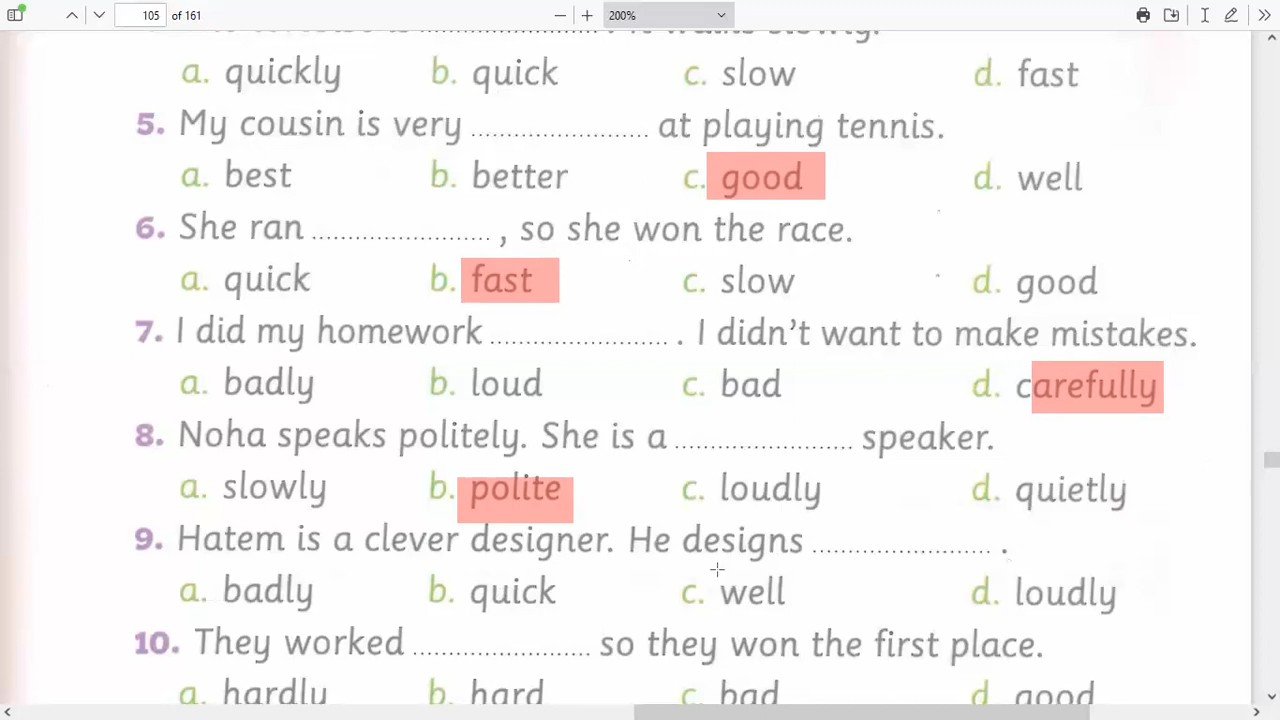 105 of 161 200%
walks slowly.
a. quickly b. quick c. slow d. fast
5. My cousin is very ........................ at playing tennis.
a. best b. better c. good d. well
6. She ran ........................ , so she won the race.
a. quick b. fast c. slow d. good
7. I did my homework ........................ . I didn't want to make mistakes.
a. badly b. loud c. bad d. carefully
8. Noha speaks politely. She is a ........................ speaker.
a. slowly b. polite c. loudly d. quietly
9. Hatem is a clever designer. He designs ........................ .
a. badly b. quick c. well d. loudly
10. They worked ........................ so they won the first place.
a. hardly b. hard c. bad d. good